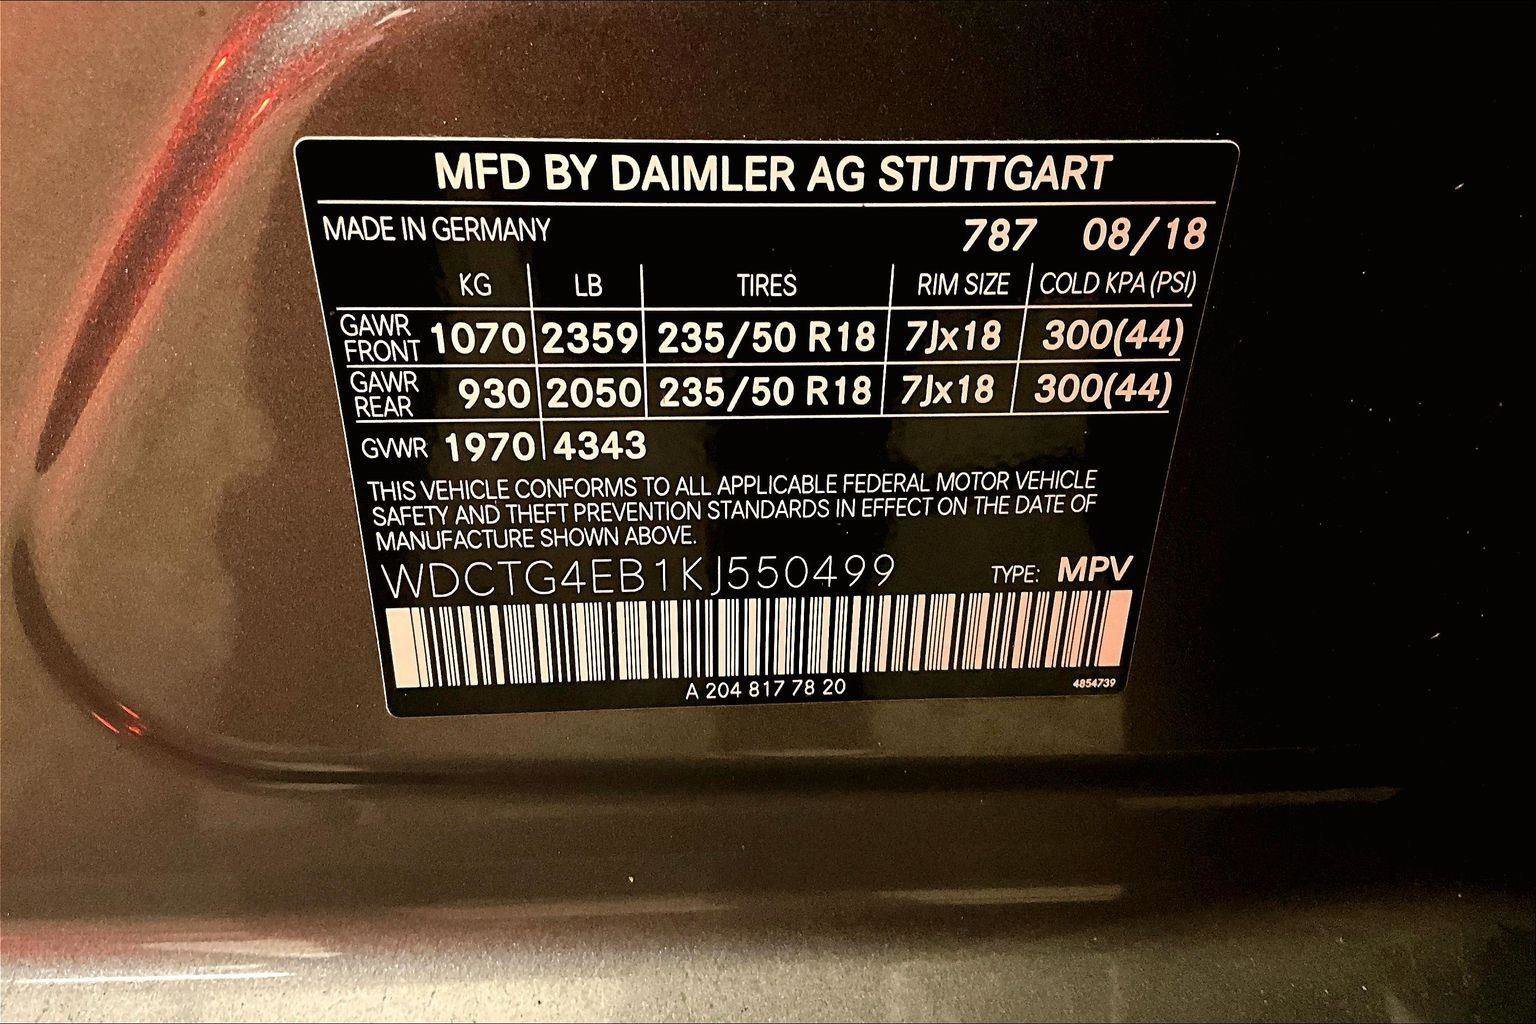 MFD BY DAIMLER AG STUTTGART
MADE IN GERMANY 787 08/18
KG LB TIRES RIM SIZE COLD KPA (PSI)
GAWR FRONT 1070 2359 235/50 R18 7Jx18 300(44)
GAWR REAR 930 2050 235/50 R18 7Jx18 300(44)
GVWR 1970 4343
THIS VEHICLE CONFORMS TO ALL APPLICABLE FEDERAL MOTOR VEHICLE
SAFETY AND THEFT PREVENTION STANDARDS IN EFFECT ON THE DATE OF
MANUFACTURE SHOWN ABOVE.
WDCTG4EB1KJ550499 TYPE: MPV
A 204 817 78 20 4854739